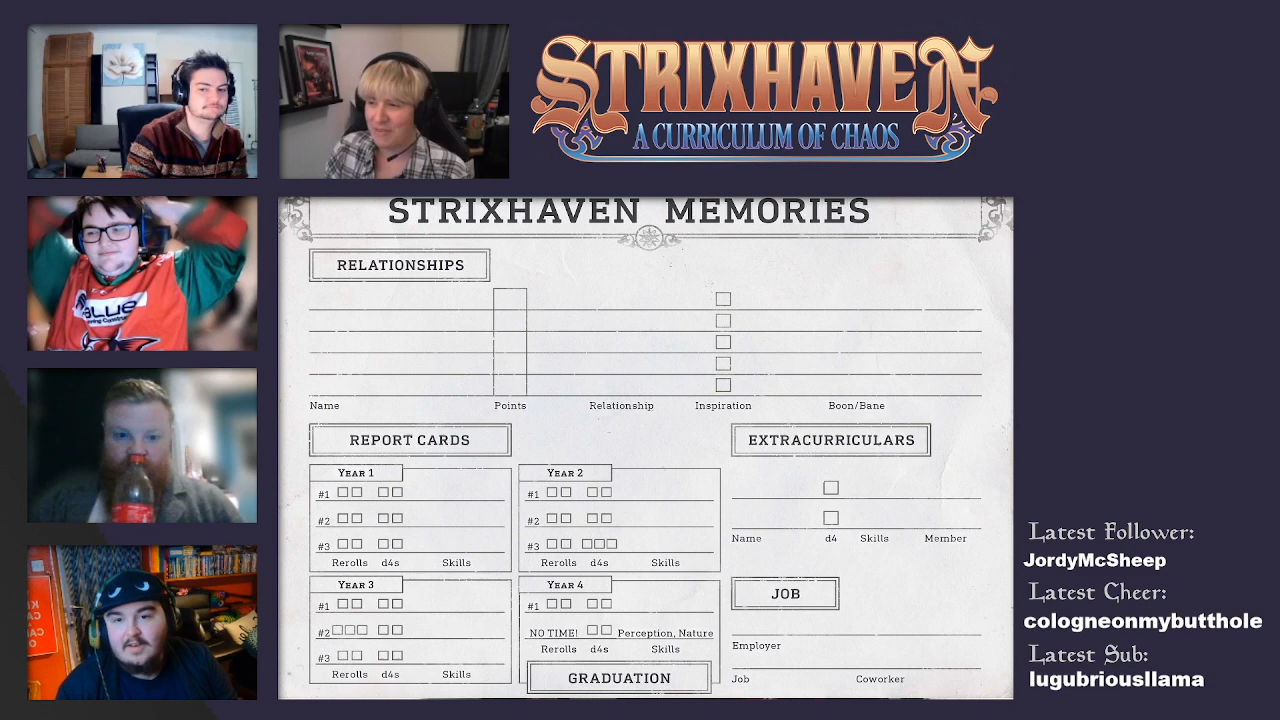 STRIXHAVEN
A CURRICULUM OF CHAOS
STRIXHAVEN MEMORIES
RELATIONSHIPS
Name Points Relationship Inspiration Boon/Bane
REPORT CARDS
YEAR 1
#1
#2
#3
Rerolls d4s Skills
YEAR 2
#1
#2
#3
Rerolls d4s Skills
YEAR 3
#1
#2
#3
Rerolls d4s Skills
YEAR 4
#1
NO TIME! Perception, Nature
Rerolls d4s Skills
GRADUATION
EXTRACURRICULARS
Name d4 Skills Member
JOB
Employer
Job Coworker
Latest Follower:
JordyMcSheep
Latest Cheer:
cologneonmybutthole
Latest Sub:
lugubriousllama